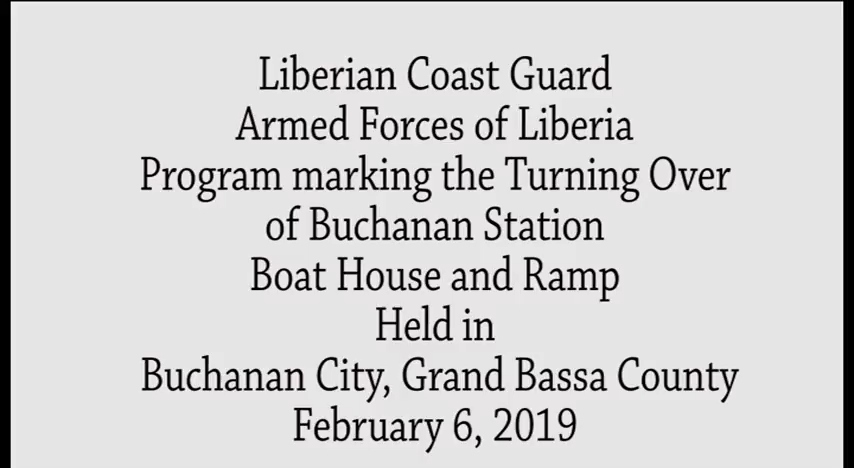 Liberian Coast Guard
Armed Forces of Liberia
Program marking the Turning Over
of Buchanan Station
Boat House and Ramp
Held in
Buchanan City, Grand Bassa County
February 6, 2019